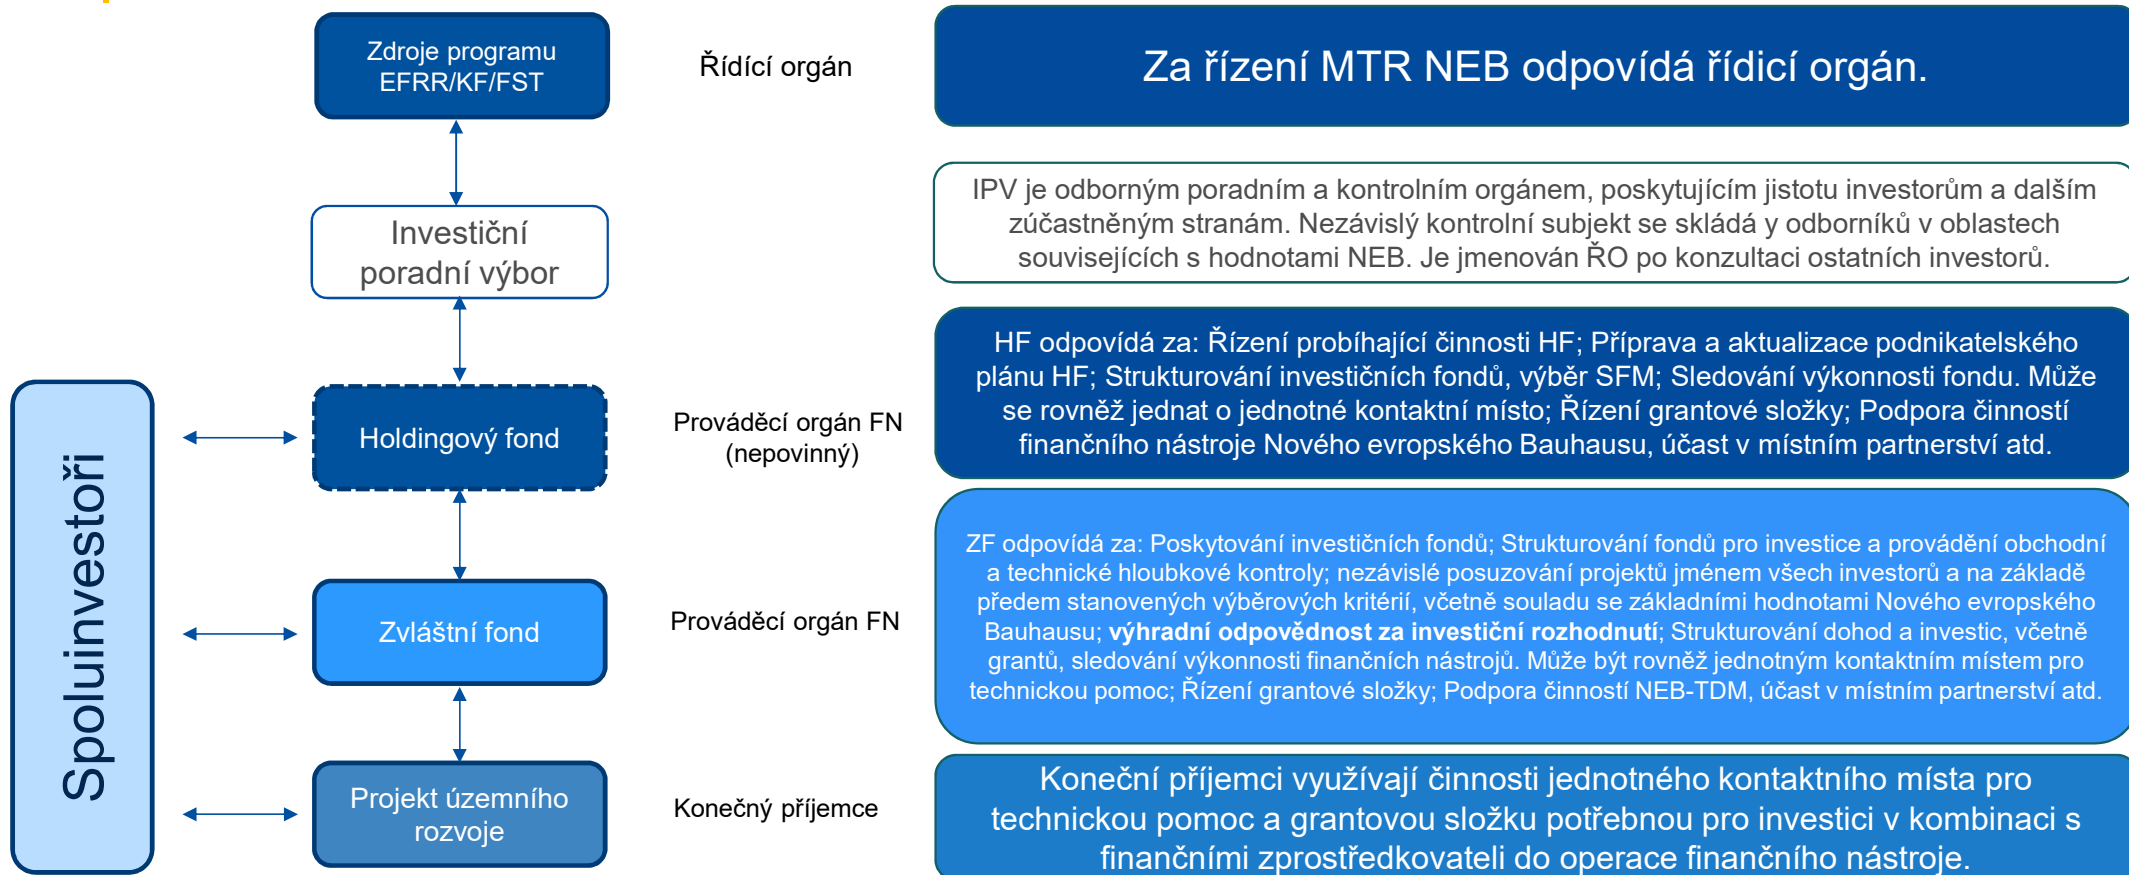 Zdroje programu
EFRR/KF/FST
Řídící orgán
Za řízení MTR NEB odpovídá řídicí orgán.
Investiční
poradní výbor
IPV je odborným poradním a kontrolním orgánem, poskytujícím jistotu investorům a dalším
zúčastněným stranám. Nezávislý kontrolní subjekt se skládá y odborníků v oblastech
souvisejících s hodnotami NEB. Je jmenován ŘO po konzultaci ostatních investorů.
Spoluinvestoři
Holdingový fond
Prováděcí orgán FN
(nepovinný)
HF odpovídá za: Řízení probíhající činnosti HF; Příprava a aktualizace podnikatelského
plánu HF; Strukturování investičních fondů, výběr SFM; Sledování výkonnosti fondu. Může
se rovněž jednat o jednotné kontaktní místo; Řízení grantové složky; Podpora činností
finančního nástroje Nového evropského Bauhausu, účast v místním partnerství atd.
Zvláštní fond
Prováděcí orgán FN
ZF odpovídá za: Poskytování investičních fondů; Strukturování fondů pro investice a provádění obchodní
a technické hloubkové kontroly; nezávislé posuzování projektů jménem všech investorů a na základě
předem stanovených výběrových kritérií, včetně souladu se základními hodnotami Nového evropského
Bauhausu; výhradní odpovědnost za investiční rozhodnutí; Strukturování dohod a investic, včetně
grantů, sledování výkonnosti finančních nástrojů. Může být rovněž jednotným kontaktním místem pro
technickou pomoc; Řízení grantové složky; Podpora činností NEB-TDM, účast v místním partnerství atd.
Projekt územního
rozvoje
Konečný příjemce
Koneční příjemci využívají činnosti jednotného kontaktního místa pro
technickou pomoc a grantovou složku potřebnou pro investici v kombinaci s
finančními zprostředkovateli do operace finančního nástroje.